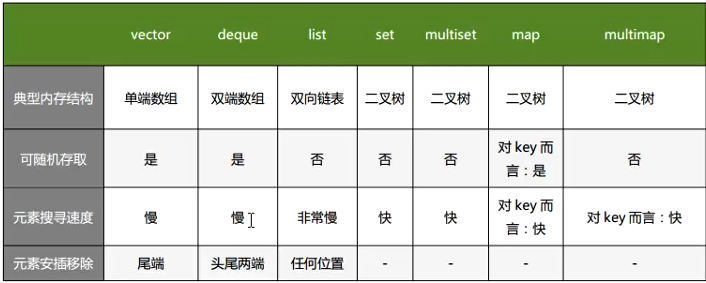 vector deque list set multiset map multimap
典型内存结构 单端数组 双端数组 双向链表 二叉树 二叉树 二叉树 二叉树
可随机存取 是 是 否 否 否 对 key 而言：是 否
元素搜寻速度 慢 慢 非常慢 快 快 对 key 而言：快 对 key 而言：快
元素安插移除 尾端 头尾两端 任何位置 - - - -